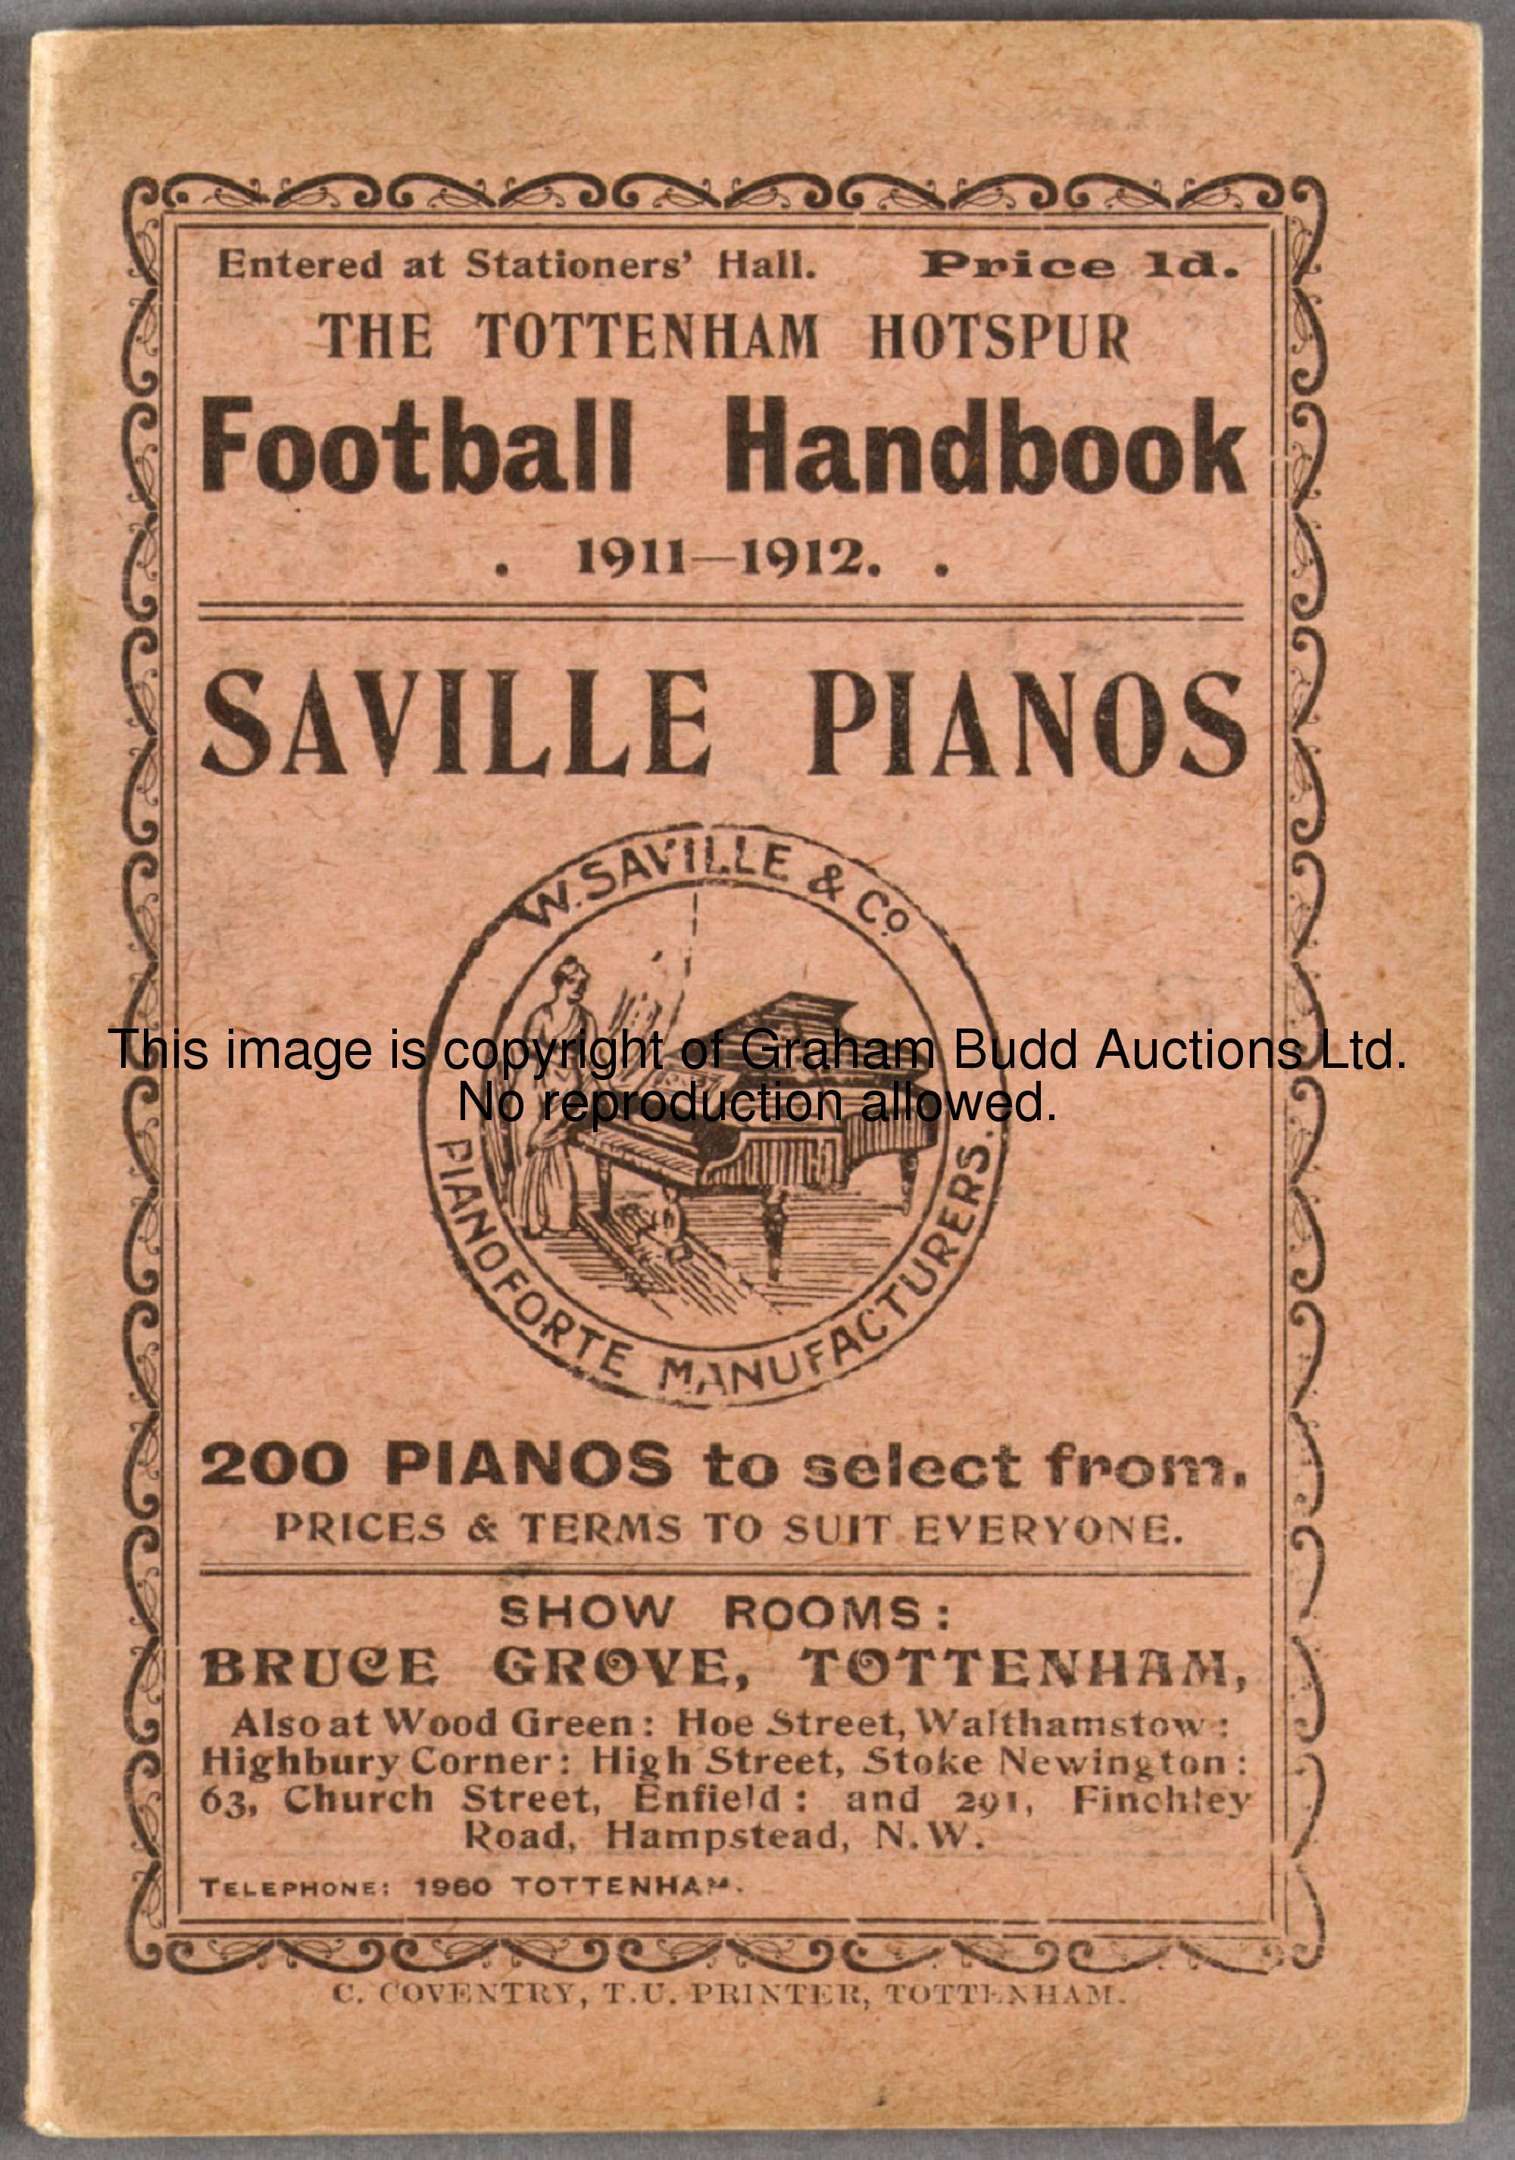 Entered at Stationers' Hall. Price 1d.
THE TOTTENHAM HOTSPUR
Football Handbook
. 1911—1912. .
SAVILLE PIANOS
W. SAVILLE & Co.
PIANOFORTE MANUFACTURERS.
This image is copyright of Graham Budd Auctions Ltd.
No reproduction allowed.
200 PIANOS to select from.
PRICES & TERMS TO SUIT EVERYONE.
SHOW ROOMS:
BRUCE GROVE, TOTTENHAM,
Also at Wood Green: Hoe Street, Walthamstow:
Highbury Corner: High Street, Stoke Newington:
63, Church Street, Enfield: and 291, Finchley
Road, Hampstead, N.W.
TELEPHONE: 1960 TOTTENHAM.
C. COVENTRY, T.U. PRINTER, TOTTENHAM.